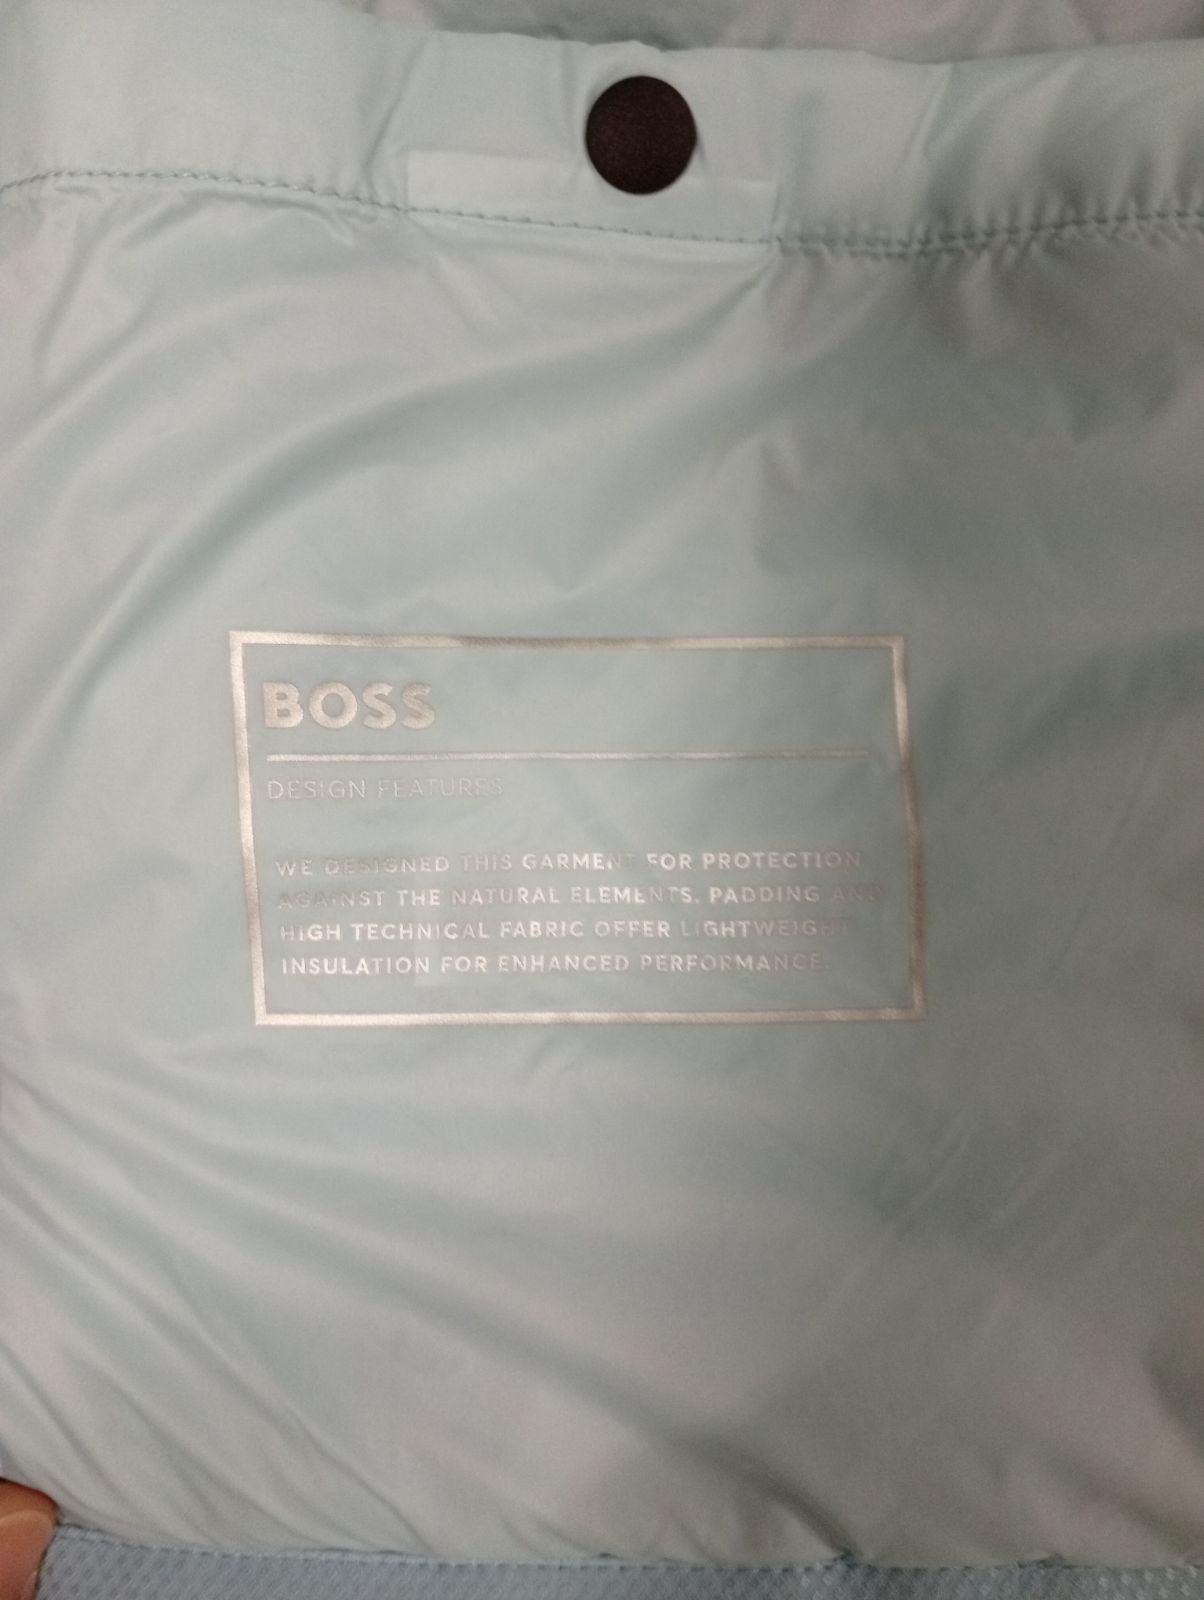 BOSS
DESIGN FEATURES
WE DESIGNED THIS GARMENT FOR PROTECTION
AGAINST THE NATURAL ELEMENTS. PADDING AND
HIGH TECHNICAL FABRIC OFFER LIGHTWEIGHT
INSULATION FOR ENHANCED PERFORMANCE.